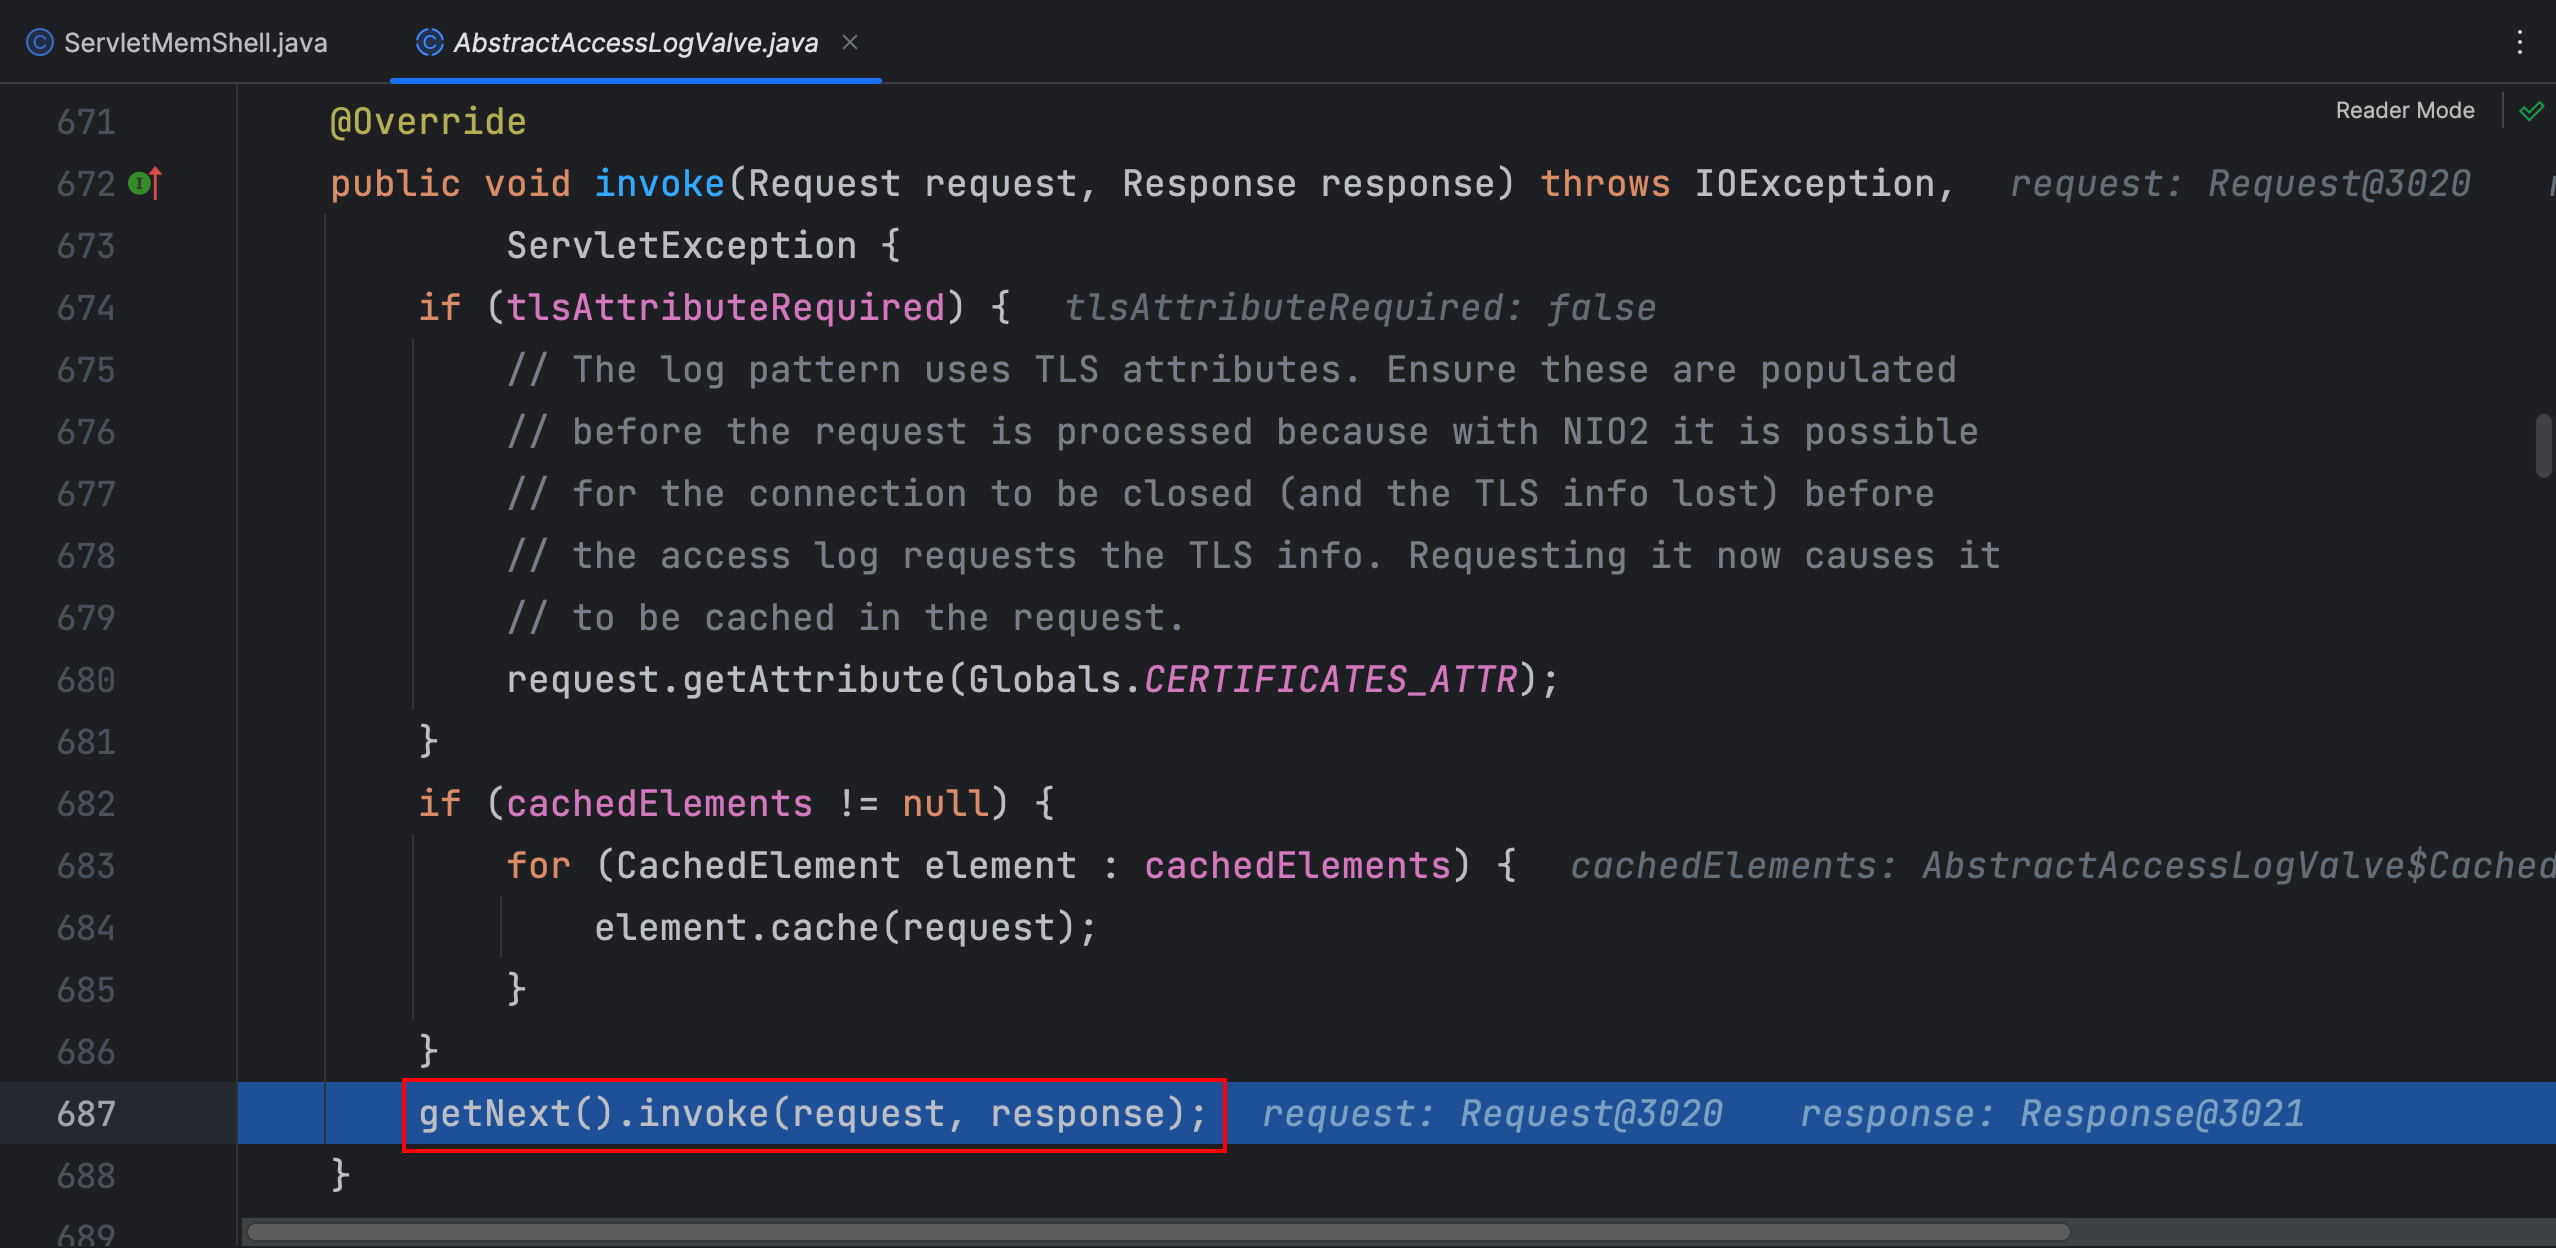 ServletMemShell.java AbstractAccessLogValve.java
Reader Mode
671 @Override
672 public void invoke(Request request, Response response) throws IOException, request: Request@3020
673 ServletException {
674 if (tlsAttributeRequired) { tlsAttributeRequired: false
675 // The log pattern uses TLS attributes. Ensure these are populated
676 // before the request is processed because with NIO2 it is possible
677 // for the connection to be closed (and the TLS info lost) before
678 // the access log requests the TLS info. Requesting it now causes it
679 // to be cached in the request.
680 request.getAttribute(Globals.CERTIFICATES_ATTR);
681 }
682 if (cachedElements != null) {
683 for (CachedElement element : cachedElements) { cachedElements: AbstractAccessLogValve$Cached
684 element.cache(request);
685 }
686 }
687 getNext().invoke(request, response); request: Request@3020 response: Response@3021
688 }
689